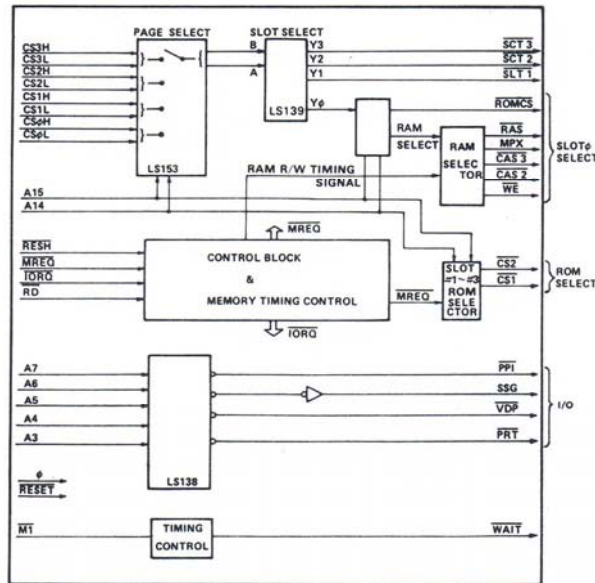 PAGE SELECT
SLOT SELECT
CS3H
CS3L
CS2H
CS2L
CS1H
CS1L
CSφH
CSφL
LS153
B
A
LS139
Y3
Y2
Y1
Yφ
SCT 3
SCT 2
SLT 1
ROMCS
RAM
SELECT
RAM
SELEC
TOR
RAS
MPX
CAS 3
CAS 2
WE
SLOTφ
SELECT
RAM R/W TIMING
SIGNAL
A15
A14
MREQ
RESH
MREQ
IORQ
RD
CONTROL BLOCK
&
MEMORY TIMING CONTROL
MREQ
IORQ
SLOT
#1~#3
ROM
SELE
CTOR
CS2
CS1
ROM
SELECT
A7
A6
A5
A4
A3
LS138
PPI
SSG
VDP
PRT
I/O
φ
RESET
M1
TIMING
CONTROL
WAIT